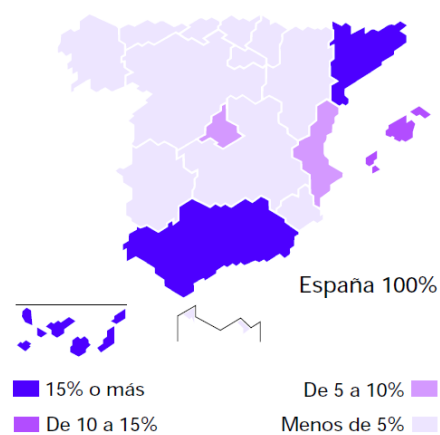 España 100%
15% o más
De 5 a 10%
De 10 a 15%
Menos de 5%